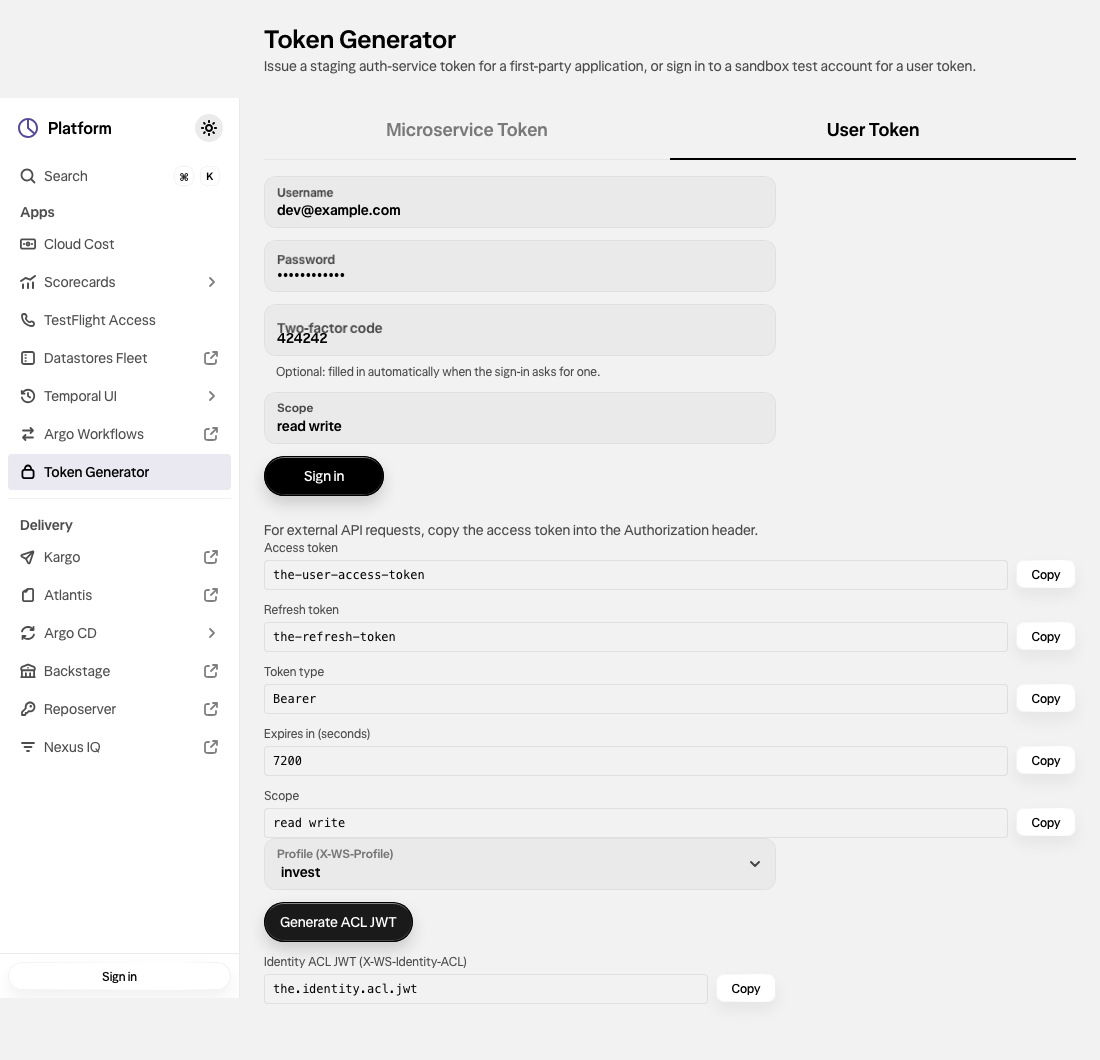 Token Generator
Issue a staging auth-service token for a first-party application, or sign in to a sandbox test account for a user token.
Platform
Search ⌘ K
Apps
Cloud Cost
Scorecards
TestFlight Access
Datastores Fleet
Temporal UI
Argo Workflows
Token Generator
Delivery
Kargo
Atlantis
Argo CD
Backstage
Reposerver
Nexus IQ
Sign in
Microservice Token
User Token
Username
dev@example.com
Password
••••••••••••
Two-factor code
424242
Optional: filled in automatically when the sign-in asks for one.
Scope
read write
Sign in
For external API requests, copy the access token into the Authorization header.
Access token
the-user-access-token Copy
Refresh token
the-refresh-token Copy
Token type
Bearer Copy
Expires in (seconds)
7200 Copy
Scope
read write Copy
Profile (X-WS-Profile)
invest
Generate ACL JWT
Identity ACL JWT (X-WS-Identity-ACL)
the.identity.acl.jwt Copy